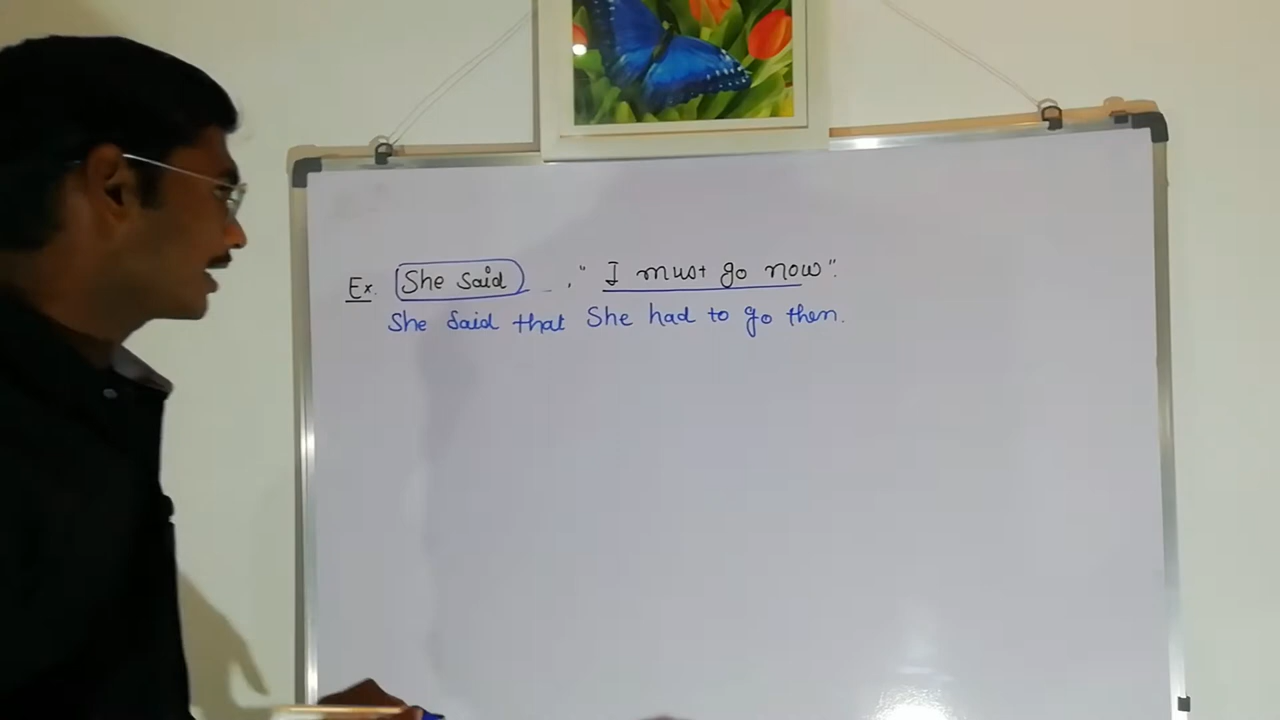 Ex. She Said , " I must go now".
She Said that She had to go then.